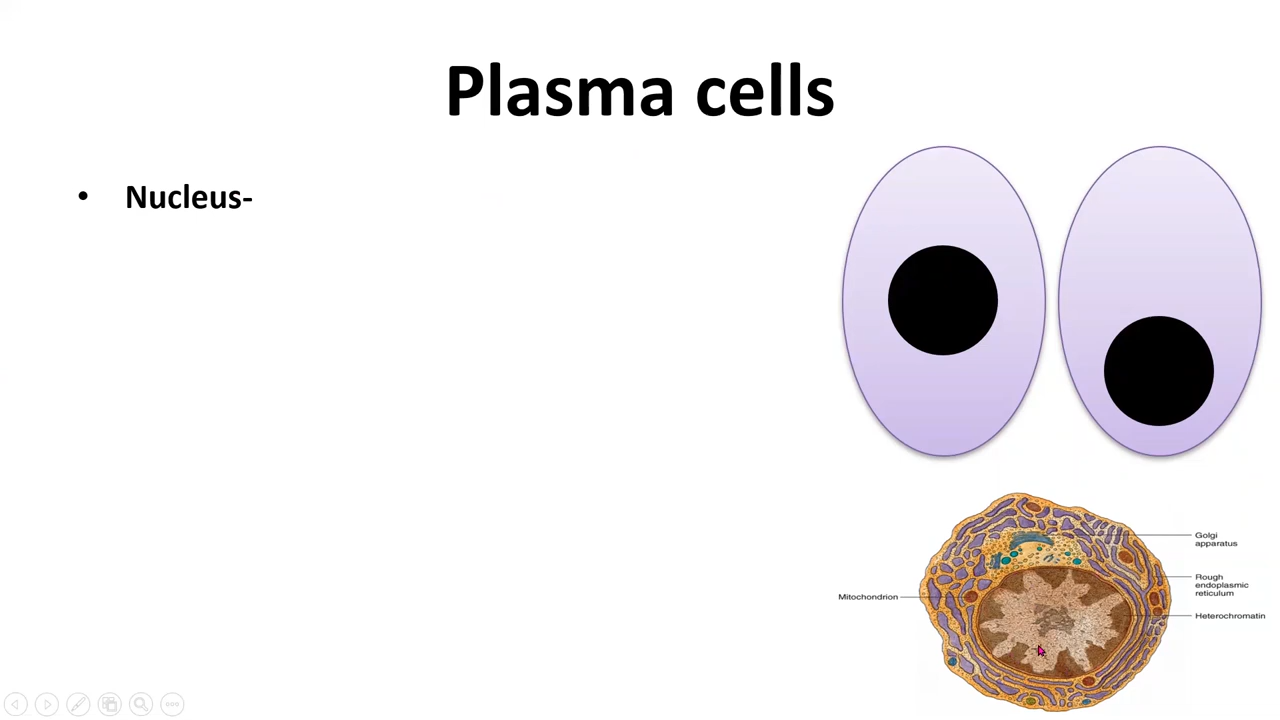 Plasma cells
• Nucleus-
Golgi
apparatus
Rough
endoplasmic
reticulum
Mitochondrion
Heterochromatin